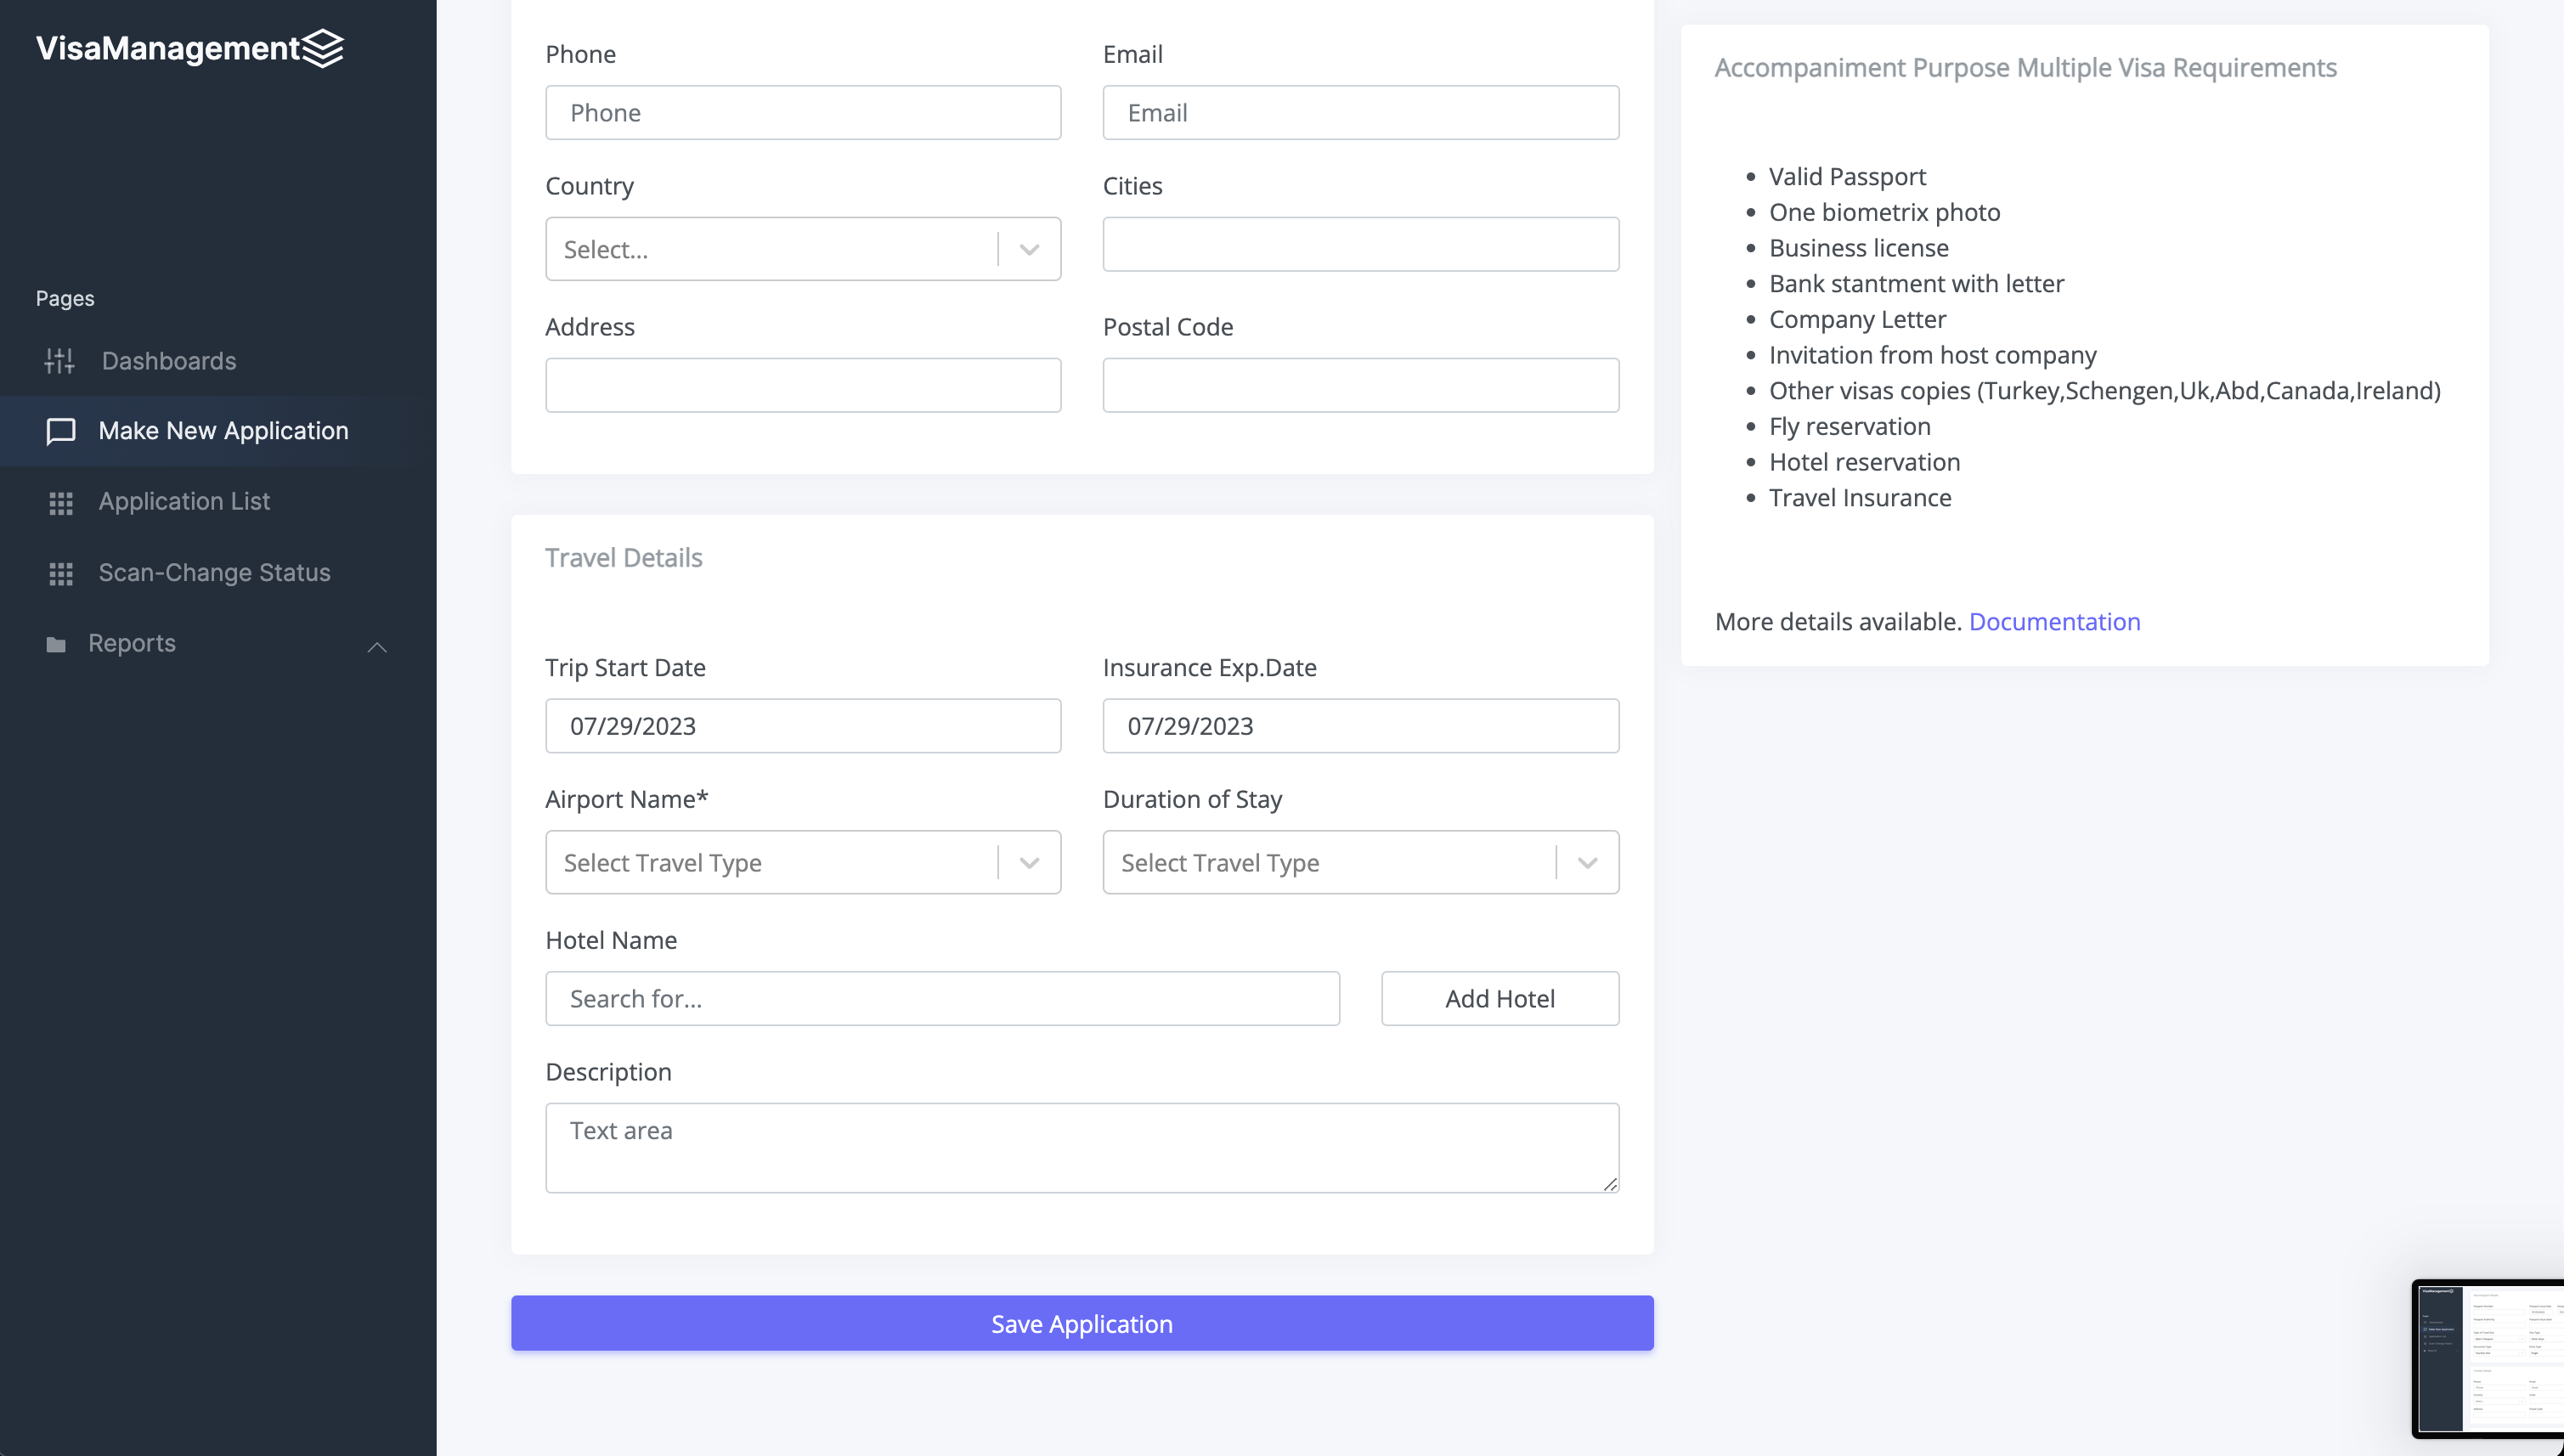 VisaManagement
Pages
Dashboards
Make New Application
Application List
Scan-Change Status
Reports
Phone
Email
Phone
Email
Country
Cities
Select...
Address
Postal Code
Travel Details
Trip Start Date
Insurance Exp.Date
07/29/2023
07/29/2023
Airport Name*
Duration of Stay
Select Travel Type
Select Travel Type
Hotel Name
Search for...
Add Hotel
Description
Text area
Save Application
Accompaniment Purpose Multiple Visa Requirements
Valid Passport
One biometrix photo
Business license
Bank stantment with letter
Company Letter
Invitation from host company
Other visas copies (Turkey,Schengen,Uk,Abd,Canada,Ireland)
Fly reservation
Hotel reservation
Travel Insurance
More details available. Documentation